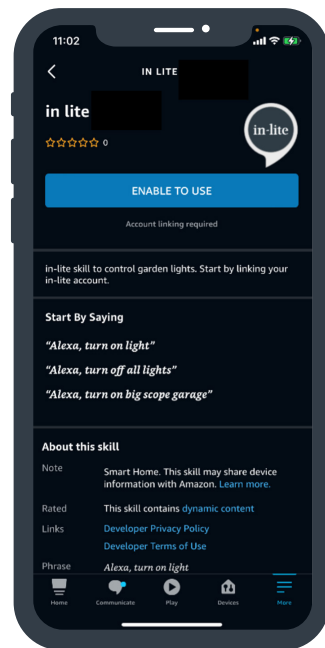 11:02
IN LITE
in lite
0
in-lite
ENABLE TO USE
Account linking required
in-lite skill to control garden lights. Start by linking your
in-lite account.
Start By Saying
“Alexa, turn on light”
“Alexa, turn off all lights”
“Alexa, turn on big scope garage”
About this skill
Note Smart Home. This skill may share device
information with Amazon. Learn more.
Rated This skill contains dynamic content
Links Developer Privacy Policy
Developer Terms of Use
Phrase Alexa, turn on light
Home Communicate Play Devices More